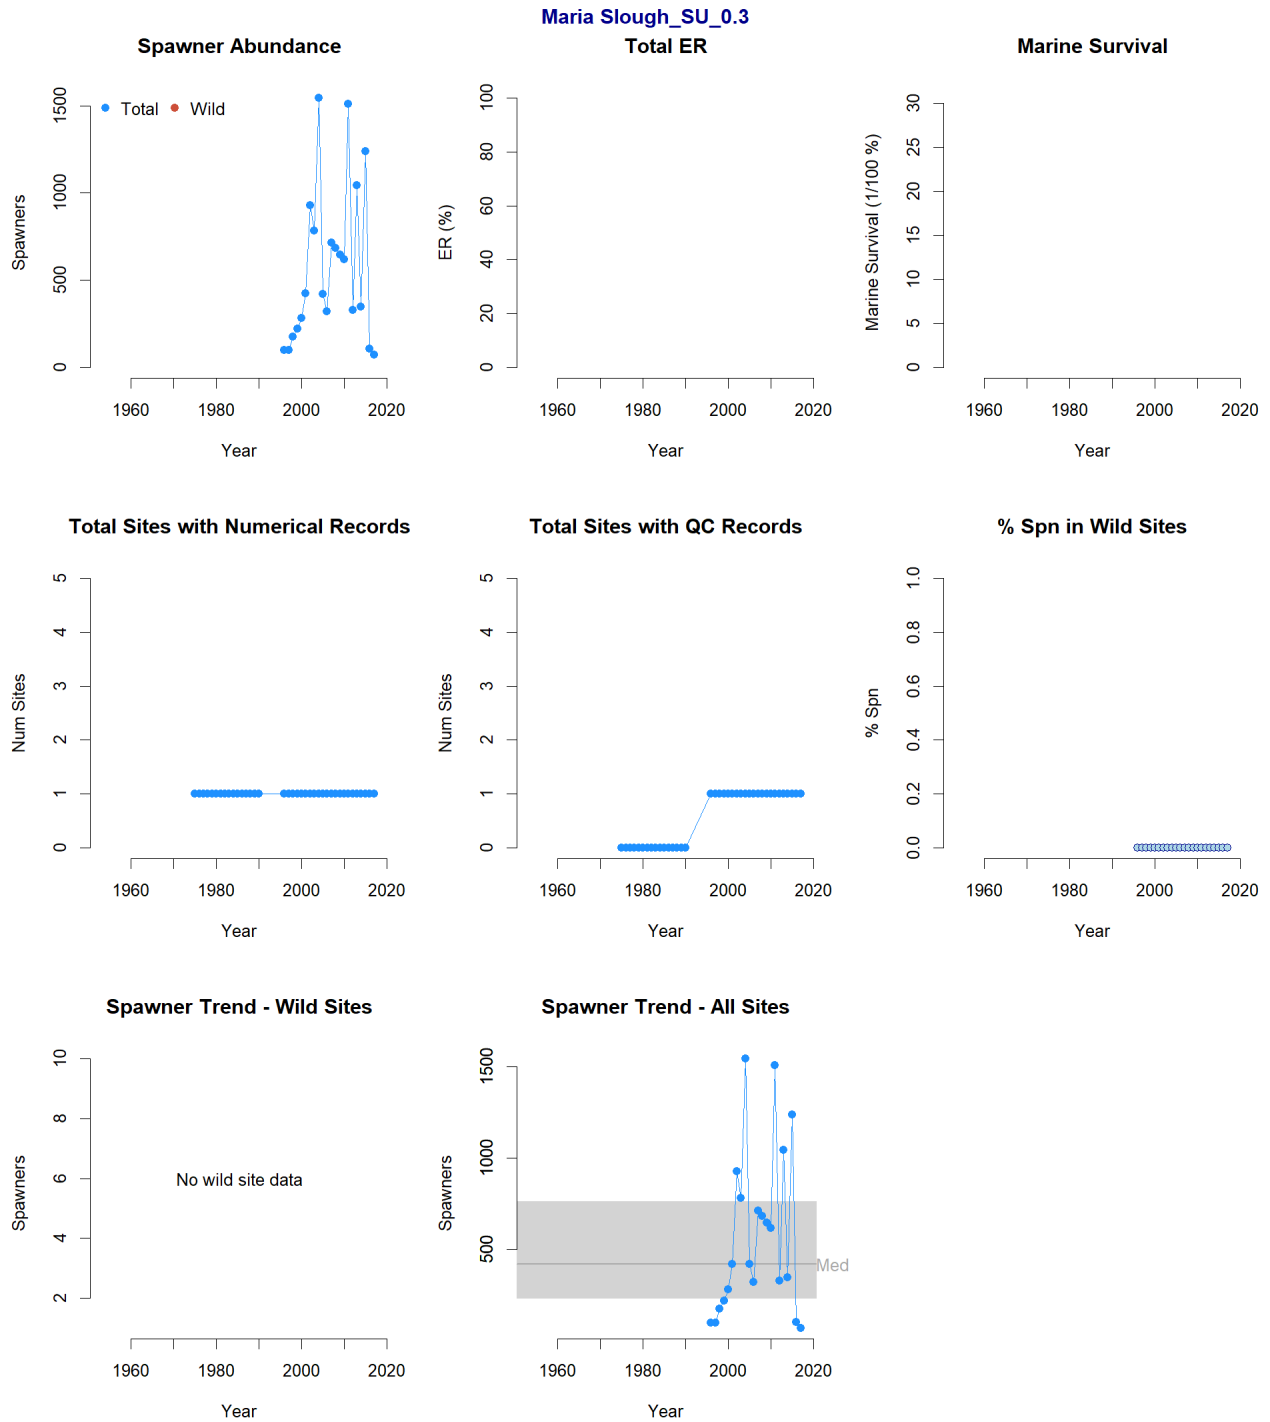 Maria Slough_SU_0.3
Spawner Abundance
Total
Wild
Spawners
0
500
1000
1500
1960
1980
2000
2020
Year
Total ER
ER (%)
0
20
40
60
80
100
1960
1980
2000
2020
Year
Marine Survival
Marine Survival (1/100 %)
0
5
10
15
20
25
30
1960
1980
2000
2020
Year
Total Sites with Numerical Records
Num Sites
0
1
2
3
4
5
1960
1980
2000
2020
Year
Total Sites with QC Records
Num Sites
0
1
2
3
4
5
1960
1980
2000
2020
Year
% Spn in Wild Sites
% Spn
0.0
0.2
0.4
0.6
0.8
1.0
1960
1980
2000
2020
Year
Spawner Trend - Wild Sites
Spawners
2
4
6
8
10
No wild site data
1960
1980
2000
2020
Year
Spawner Trend - All Sites
Spawners
500
1000
1500
Med
1960
1980
2000
2020
Year